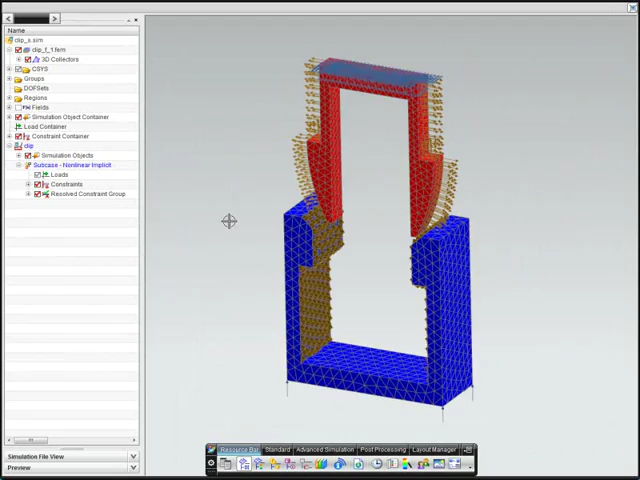 Name
clip_s.sim
clip_f_1.fem
3D Collectors
CSYS
Groups
DOFSets
Regions
Fields
Simulation Object Container
Load Container
Constraint Container
clip
Simulation Objects
Subcase - Nonlinear Implicit
Loads
Constraints
Resolved Constraint Group
Simulation File View
Preview
Resource Bar
Standard
Advanced Simulation
Post Processing
Layout Manager